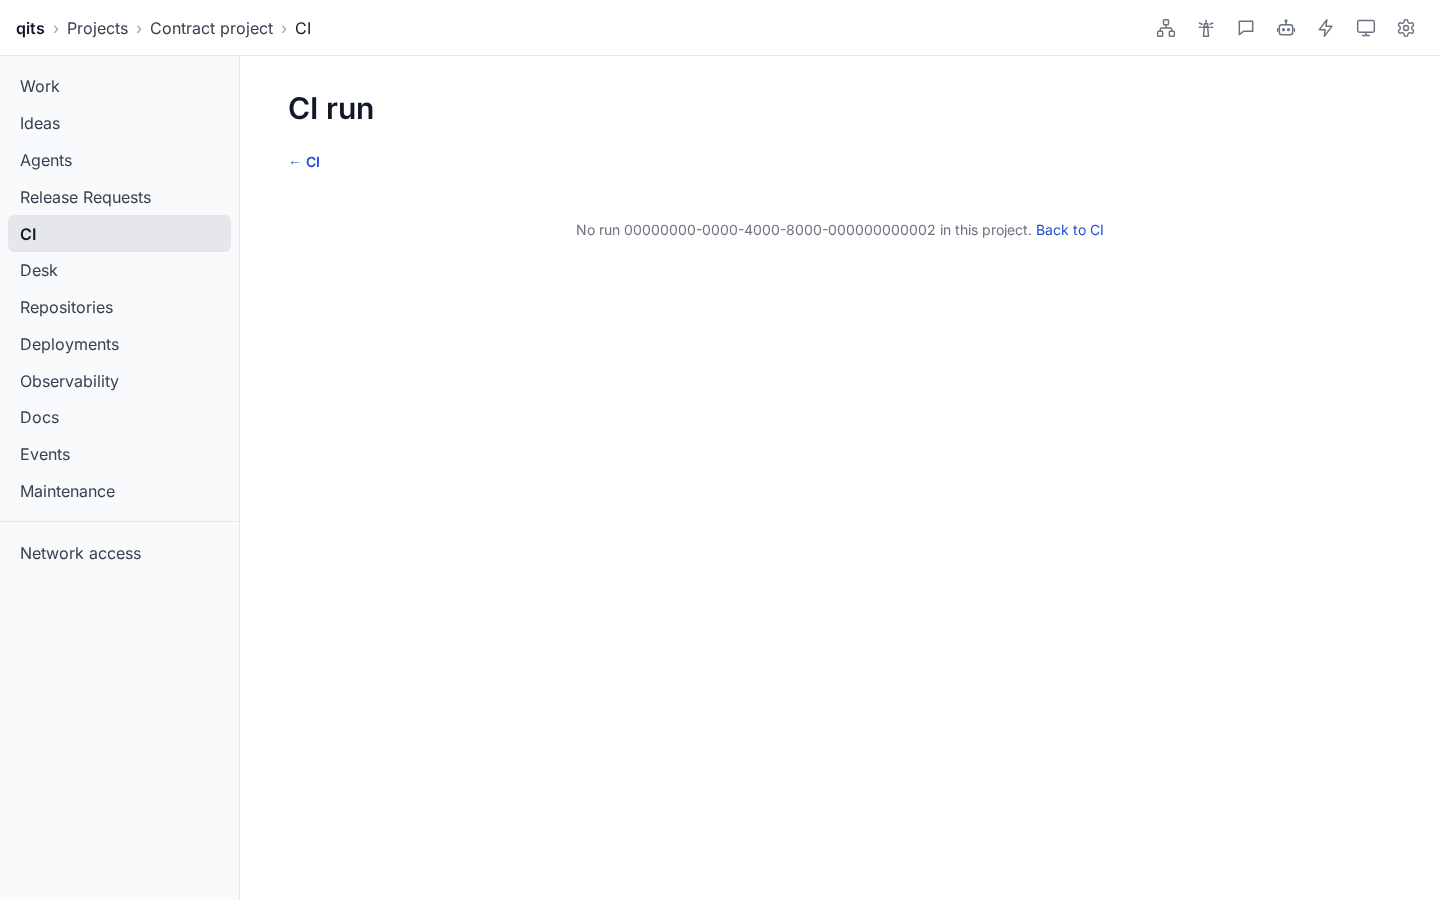 qits › Projects › Contract project › CI
Work
Ideas
Agents
Release Requests
CI
Desk
Repositories
Deployments
Observability
Docs
Events
Maintenance
Network access
CI run
← CI
No run 00000000-0000-4000-8000-000000000002 in this project. Back to CI